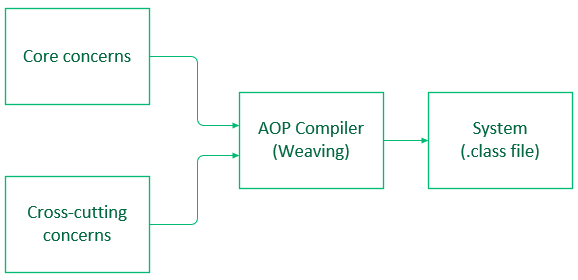 Core concerns
AOP Compiler
(Weaving)
System
(.class file)
Cross-cutting
concerns